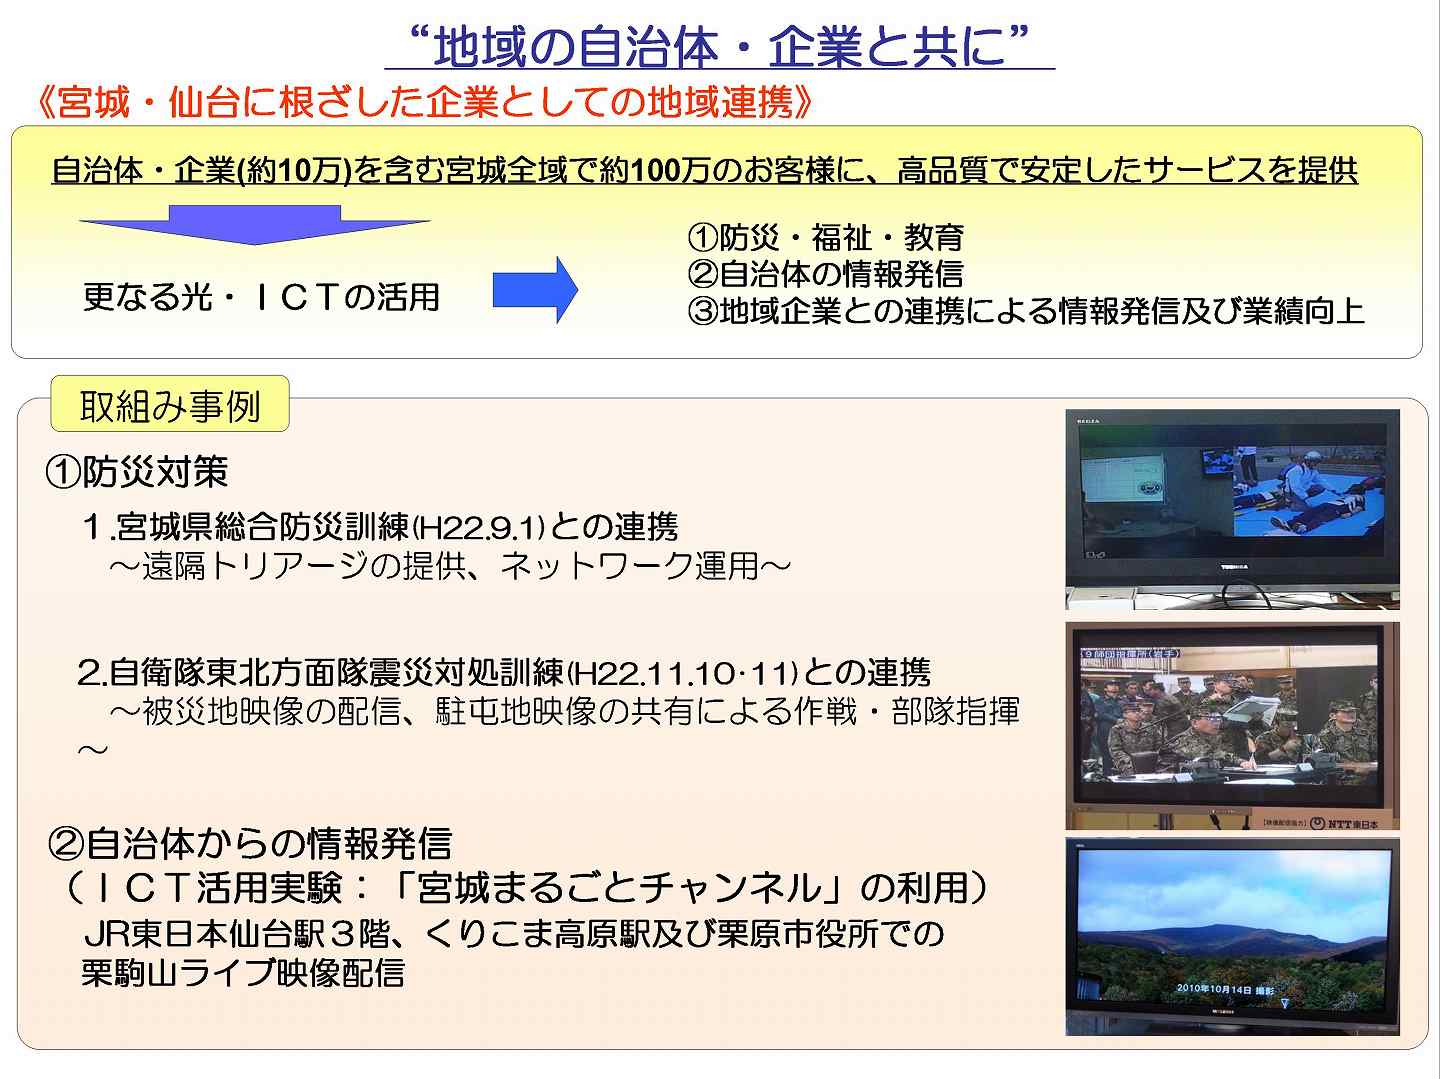 “地域の自治体・企業と共に”
《宮城・仙台に根ざした企業としての地域連携》
自治体・企業(約10万)を含む宮城全域で約100万のお客様に、高品質で安定したサービスを提供
更なる光・ＩＣＴの活用
①防災・福祉・教育
②自治体の情報発信
③地域企業との連携による情報発信及び業績向上
取組み事例
①防災対策
１.宮城県総合防災訓練(H22.9.1)との連携
～遠隔トリアージの提供、ネットワーク運用～
２.自衛隊東北方面隊震災対処訓練(H22.11.10･11)との連携
～被災地映像の配信、駐屯地映像の共有による作戦・部隊指揮
～
②自治体からの情報発信
（ＩＣＴ活用実験：「宮城まるごとチャンネル」の利用）
JR東日本仙台駅３階、くりこま高原駅及び栗原市役所での
栗駒山ライブ映像配信
REGZA
TOSHIBA
9師団指揮所(岩手)
【映像配信協力】 NTT東日本
2010年10月14日 撮影
MITSUBISHI